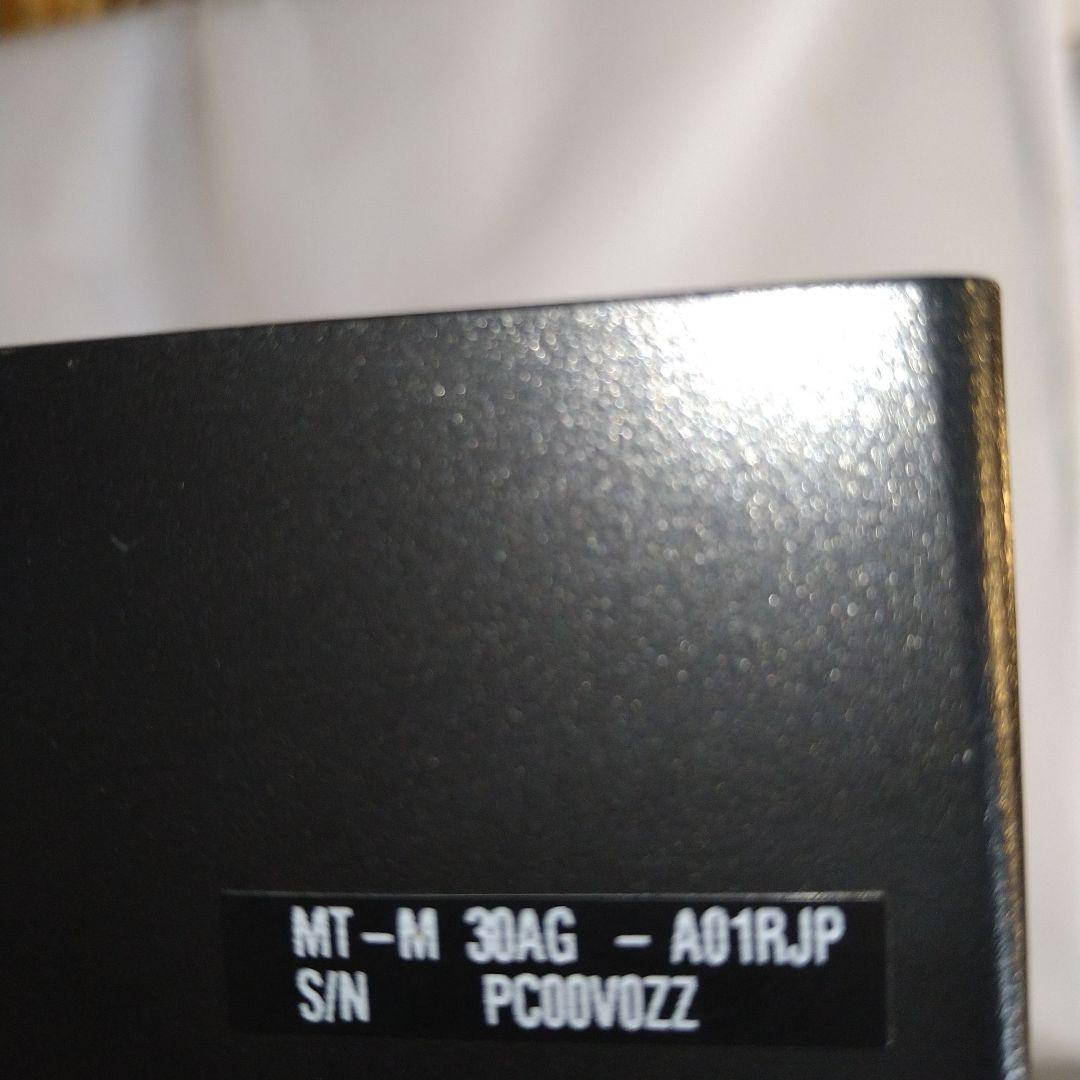 MT-M 30AG - A01RJP
S/N PC00V0ZZ